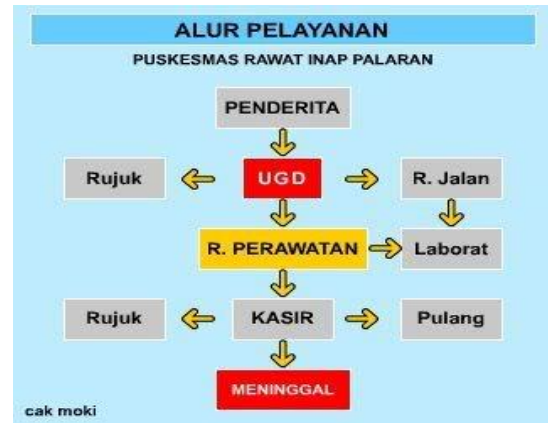 ALUR PELAYANAN
PUSKESMAS RAWAT INAP PALARAN
PENDERITA
Rujuk
UGD
R. Jalan
R. PERAWATAN
Laborat
Rujuk
KASIR
Pulang
MENINGGAL
cak moki